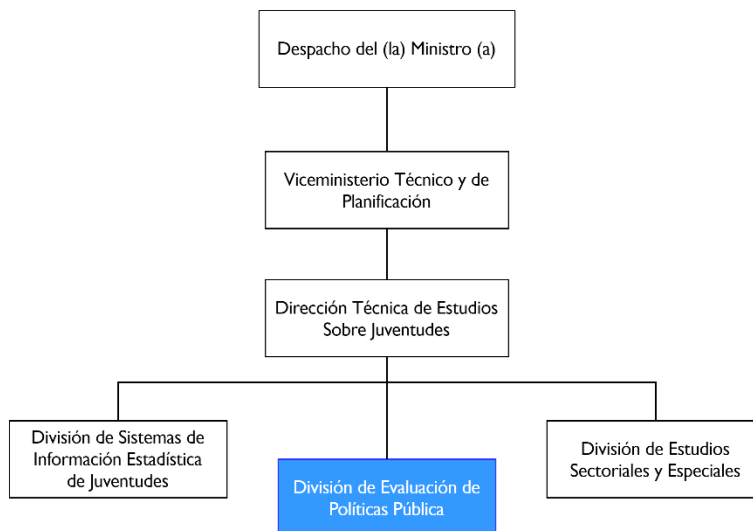 Despacho del (la) Ministro (a)
Viceministerio Técnico y de
Planificación
Dirección Técnica de Estudios
Sobre Juventudes
División de Sistemas de
Información Estadística
de Juventudes
División de Evaluación de
Políticas Pública
División de Estudios
Sectoriales y Especiales